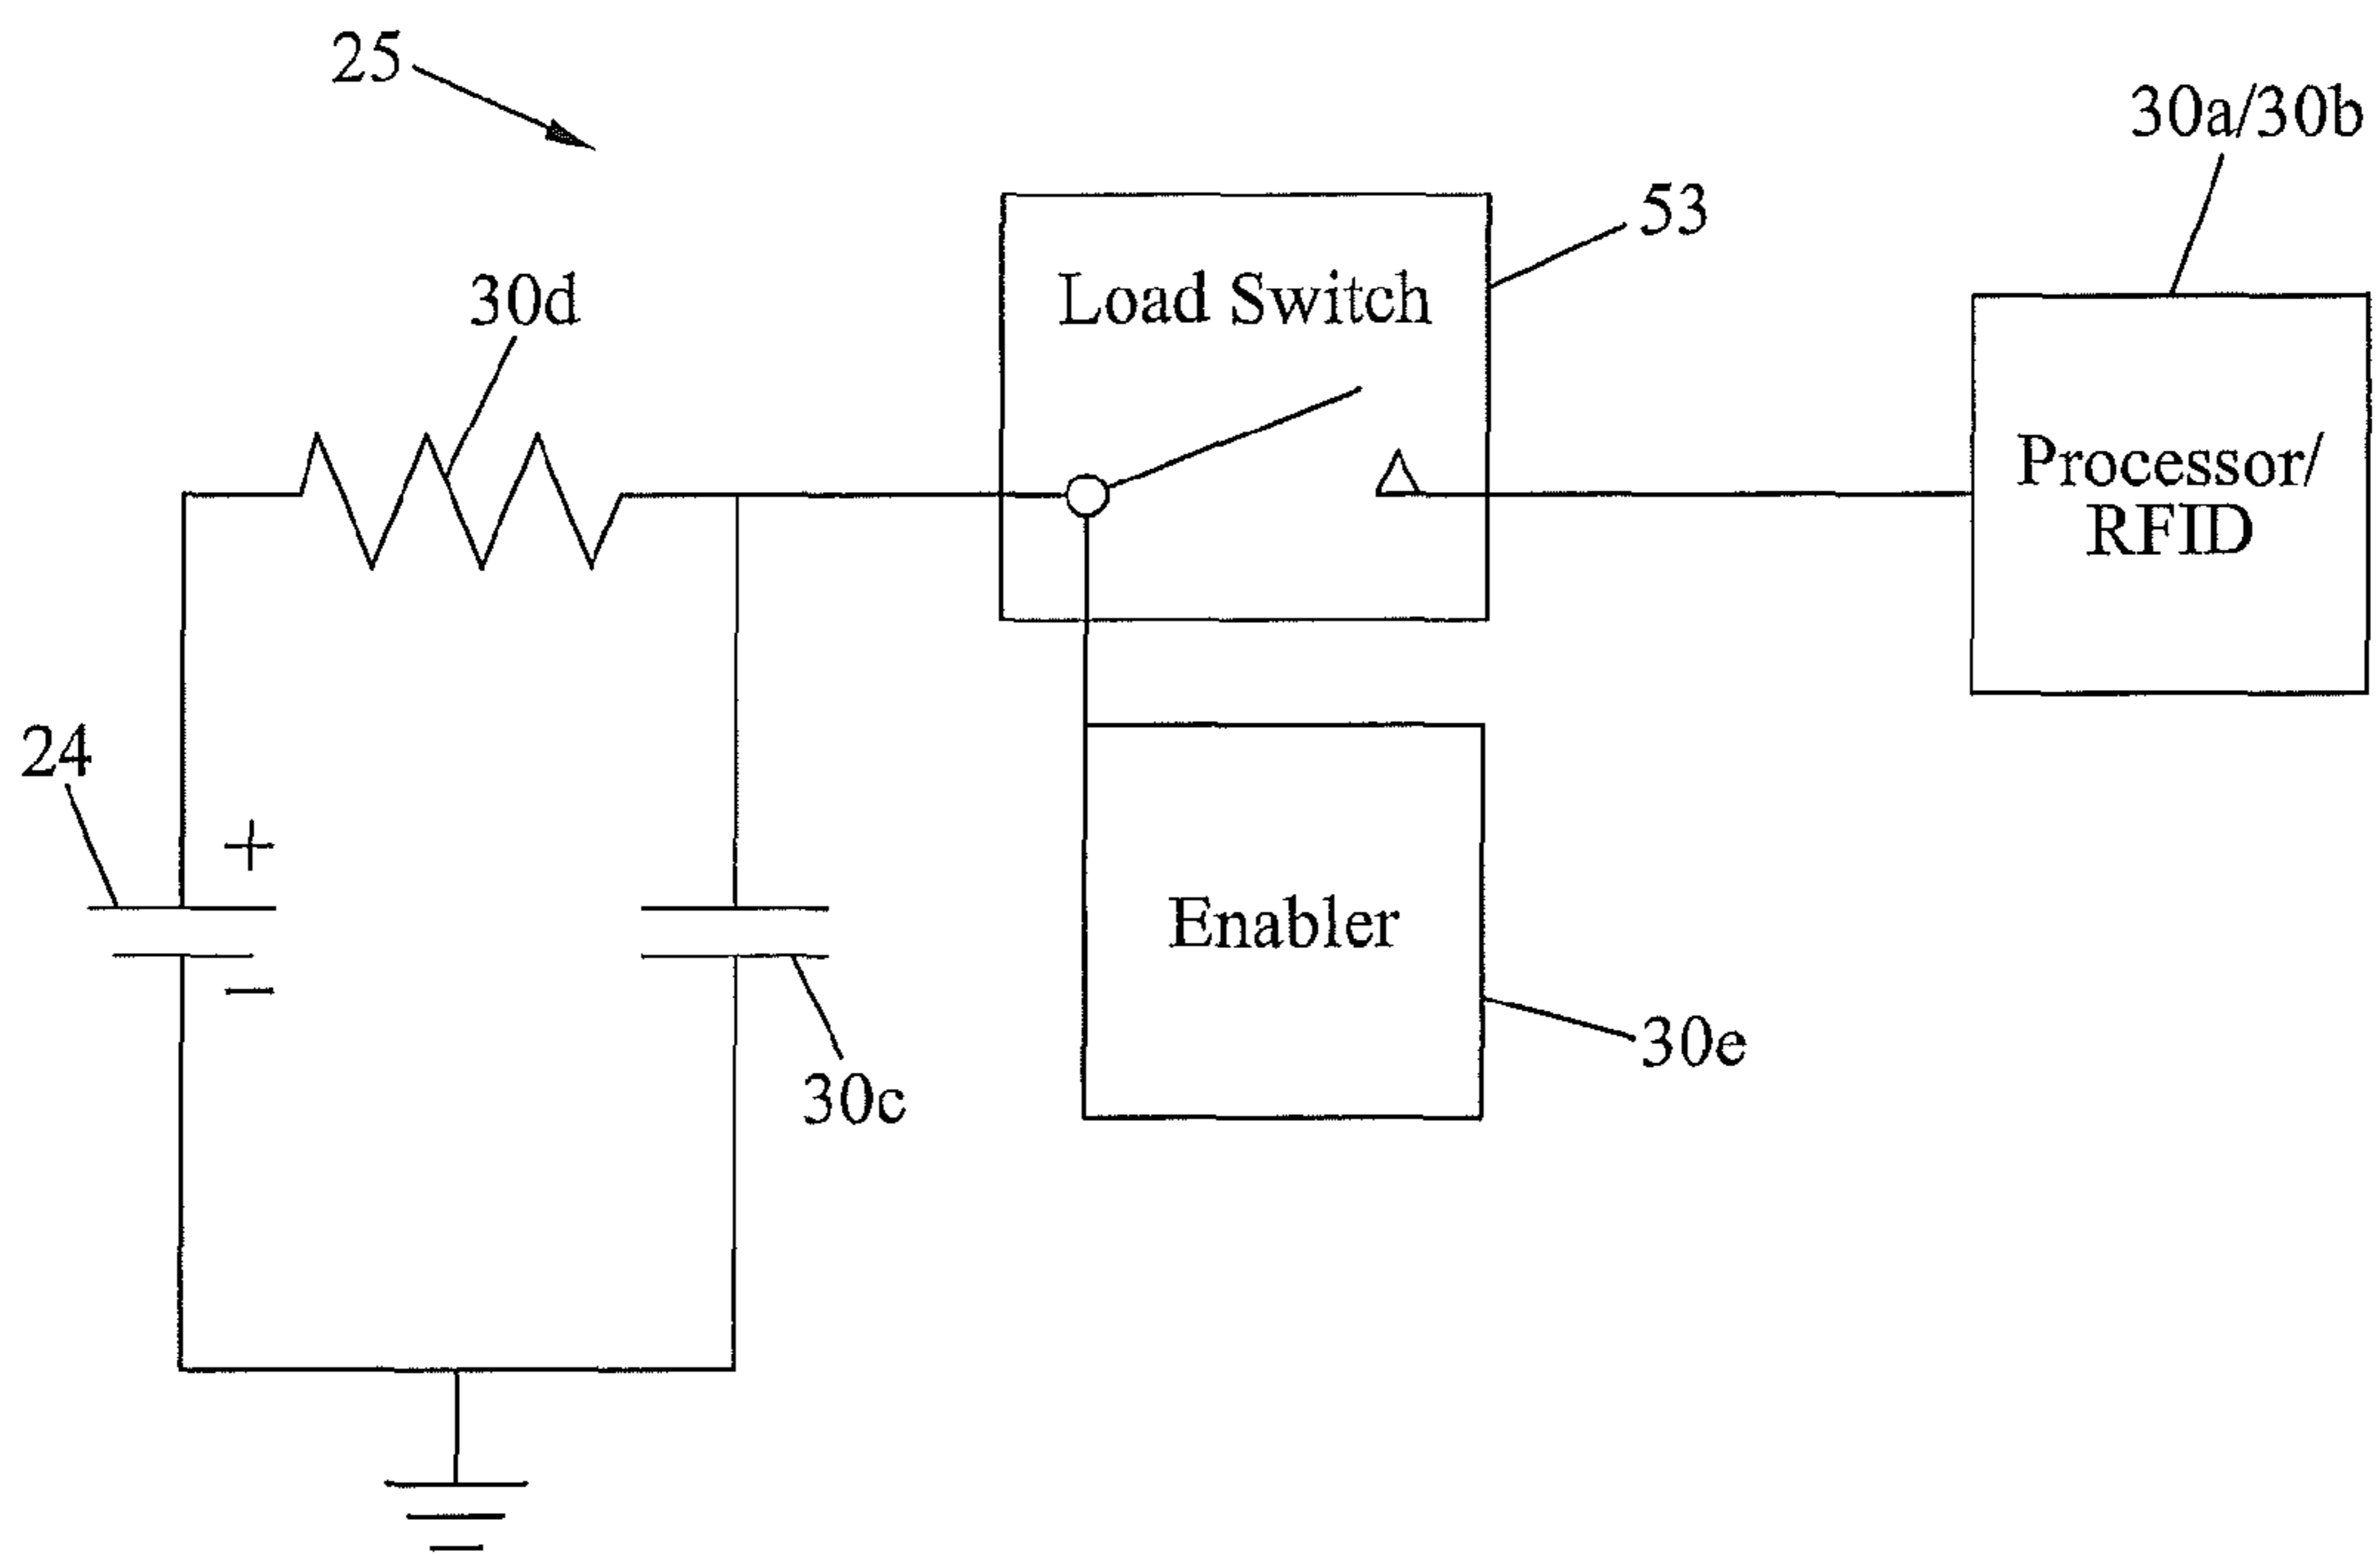 25
30a/30b
53
Load Switch
30d
Processor/
RFID
24
+
−
Enabler
30e
30c